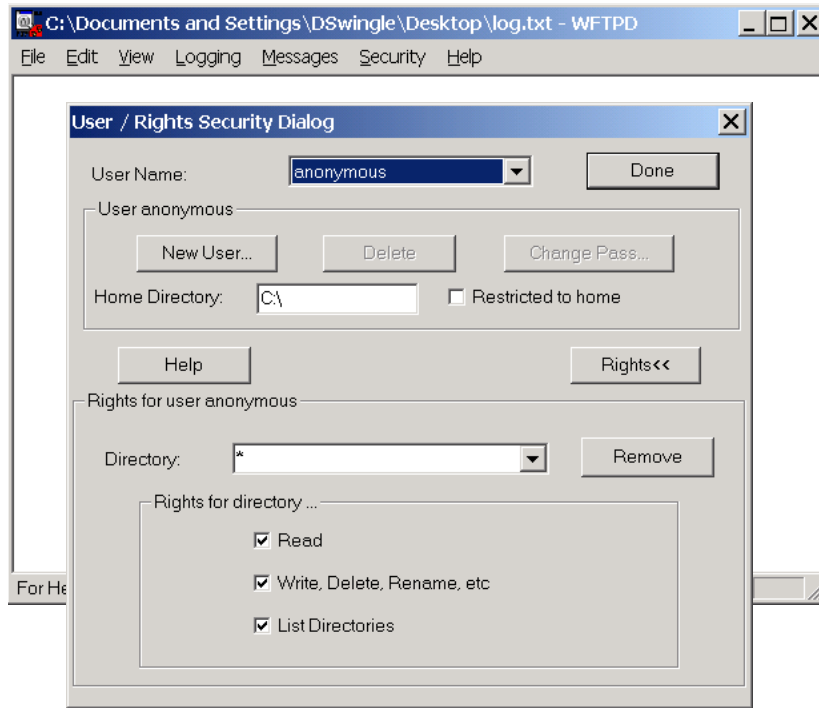 C:\Documents and Settings\DSwingle\Desktop\log.txt - WFTPD
File Edit View Logging Messages Security Help
User / Rights Security Dialog
User Name: anonymous Done
User anonymous
New User... Delete Change Pass...
Home Directory: C:\ Restricted to home
Help Rights<<
Rights for user anonymous
Directory: * Remove
Rights for directory ...
Read
For He
Write, Delete, Rename, etc
List Directories